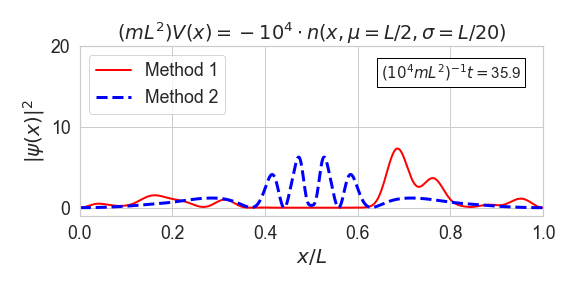 (mL²)V(x) = −10⁴ · n(x, μ = L/2, σ = L/20)
20
10
0
|ψ(x)|²
Method 1
Method 2
(10⁴mL²)⁻¹t = 35.9
0.0 0.2 0.4 0.6 0.8 1.0
x/L